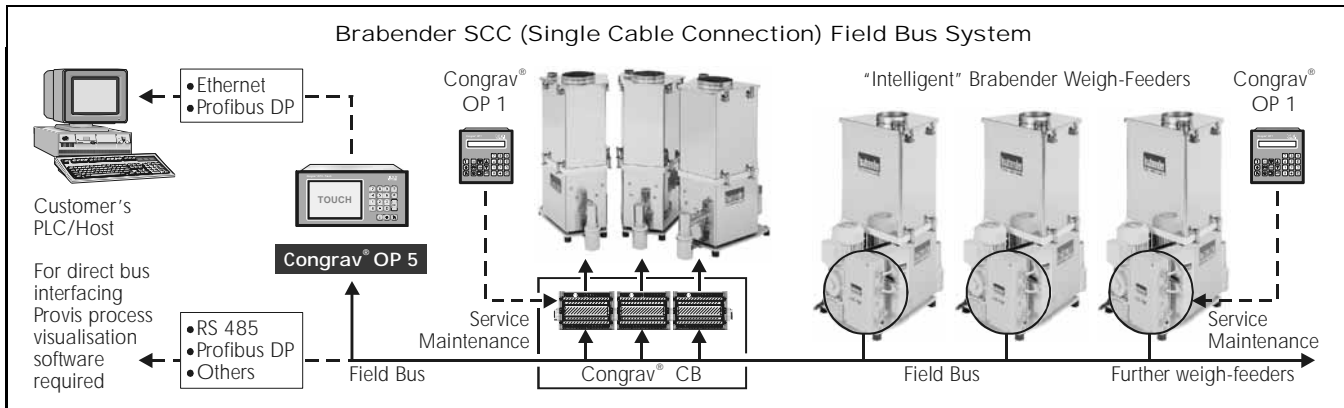 Brabender SCC (Single Cable Connection) Field Bus System
•Ethernet
•Profibus DP
Customer's
PLC/Host
TOUCH
Congrav® OP 5
For direct bus
interfacing
Provis process
visualisation
software
required
•RS 485
•Profibus DP
•Others
Field Bus
Congrav®
OP 1
Service
Maintenance
Congrav® CB
"Intelligent" Brabender Weigh-Feeders
Field Bus
Congrav®
OP 1
Service
Maintenance
Further weigh-feeders